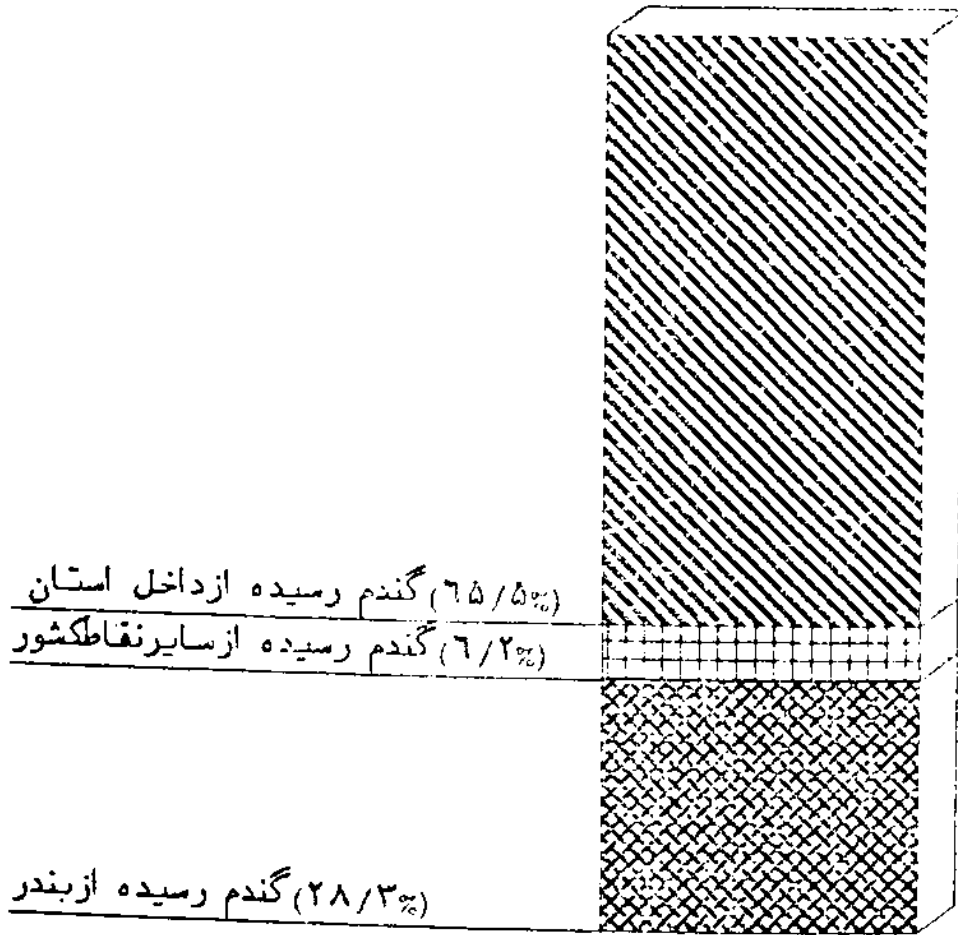 (۶۵/۵%) گندم رسیده ازداخل استان
(۶/۲%) گندم رسیده ازسایرنقاطکشور
(۲۸/۳%) گندم رسیده ازبندر